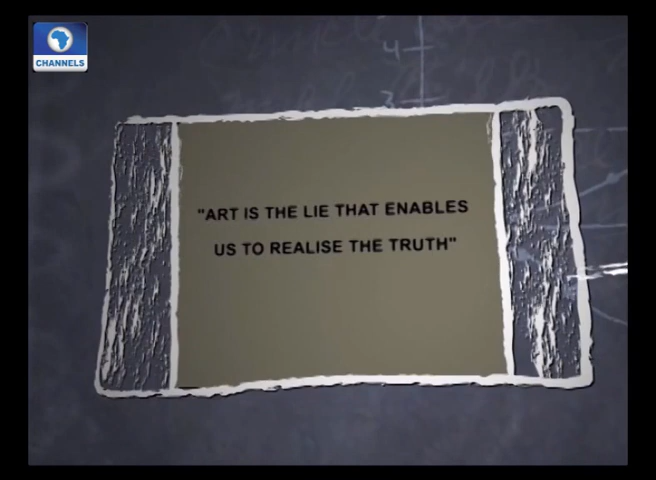 CHANNELS
"ART IS THE LIE THAT ENABLES
US TO REALISE THE TRUTH"